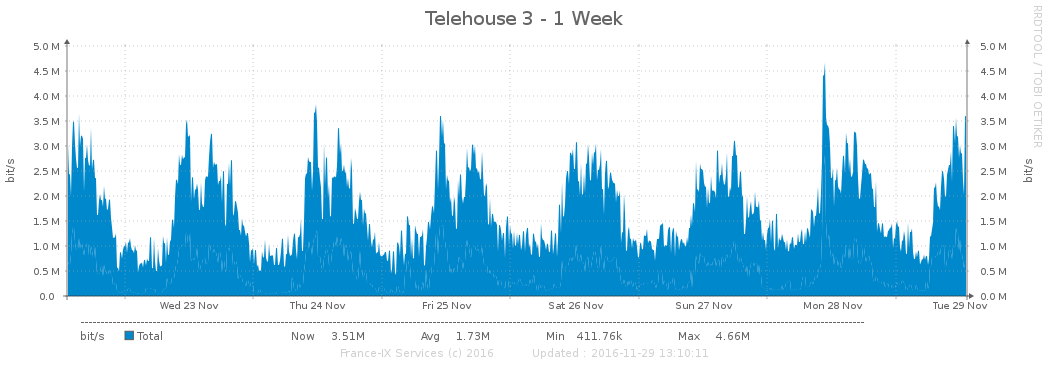 Telehouse 3 - 1 Week
RRDTOOL / TOBI OETIKER
bit/s
5.0 M 5.0 M
4.5 M 4.5 M
4.0 M 4.0 M
3.5 M 3.5 M
3.0 M 3.0 M
2.5 M 2.5 M
2.0 M 2.0 M
1.5 M 1.5 M
1.0 M 1.0 M
0.5 M 0.5 M
0.0 0.0 M
bit/s
Wed 23 Nov Thu 24 Nov Fri 25 Nov Sat 26 Nov Sun 27 Nov Mon 28 Nov Tue 29 Nov
bit/s Total Now 3.51M Avg 1.73M Min 411.76k Max 4.66M
France-IX Services (c) 2016 Updated : 2016-11-29 13:10:11